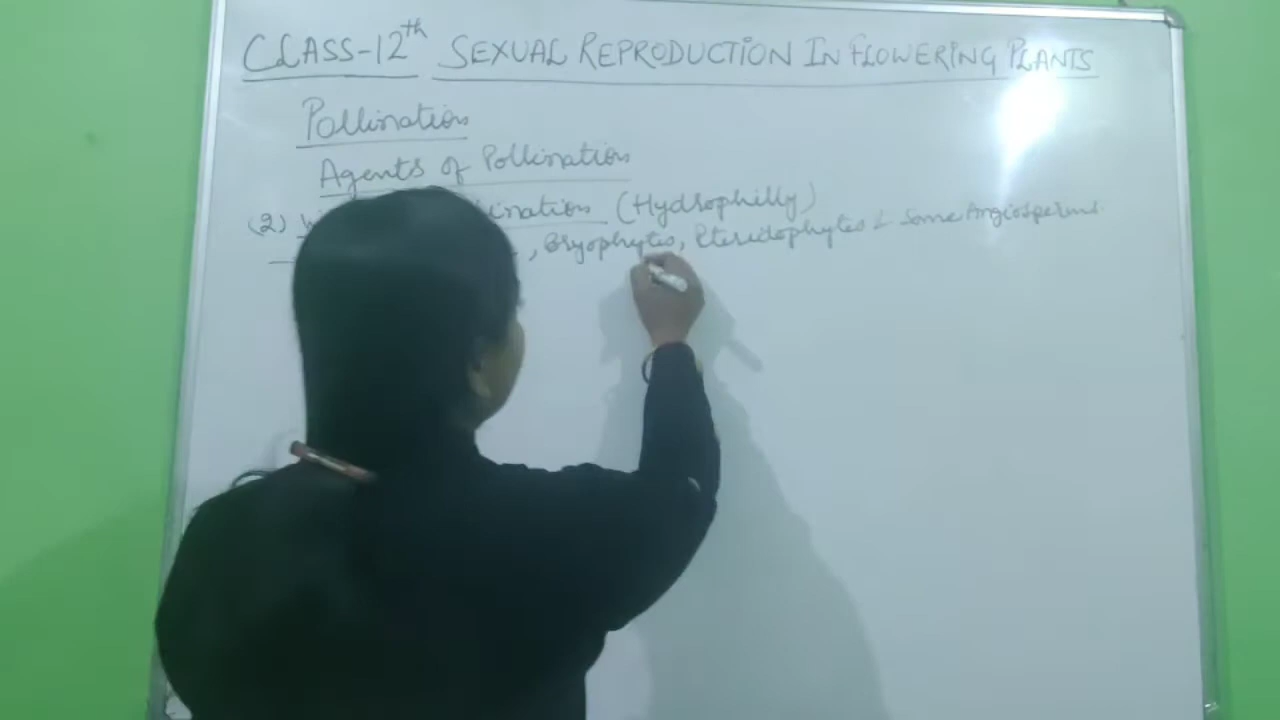 CLASS-12th SEXUAL REPRODUCTION IN FLOWERING PLANTS
Pollination
Agents of Pollination
(2) (Hydrophilly)
, Bryophytes, Pteridophytes & Some Angiosperms.